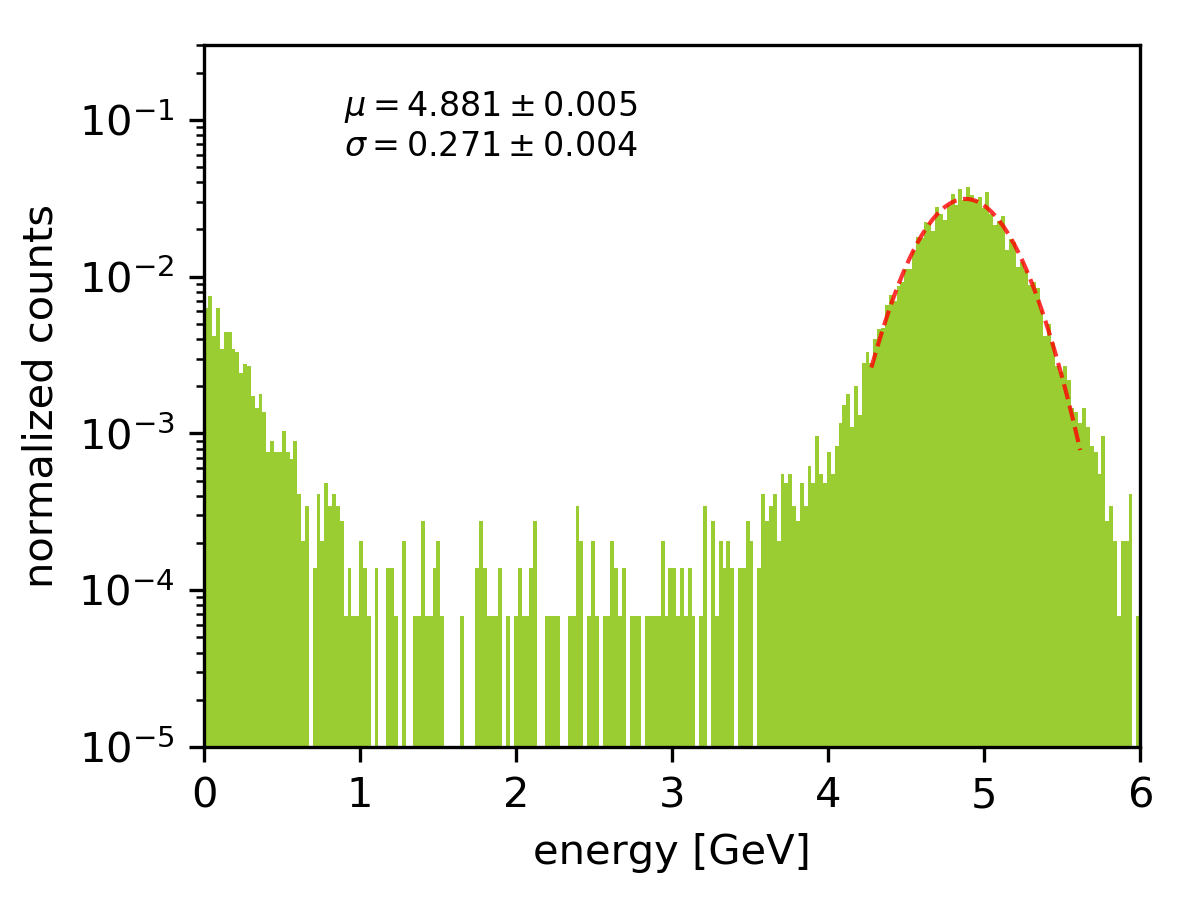 μ = 4.881 ± 0.005
σ = 0.271 ± 0.004
normalized counts
10⁻¹
10⁻²
10⁻³
10⁻⁴
10⁻⁵
0 1 2 3 4 5 6
energy [GeV]